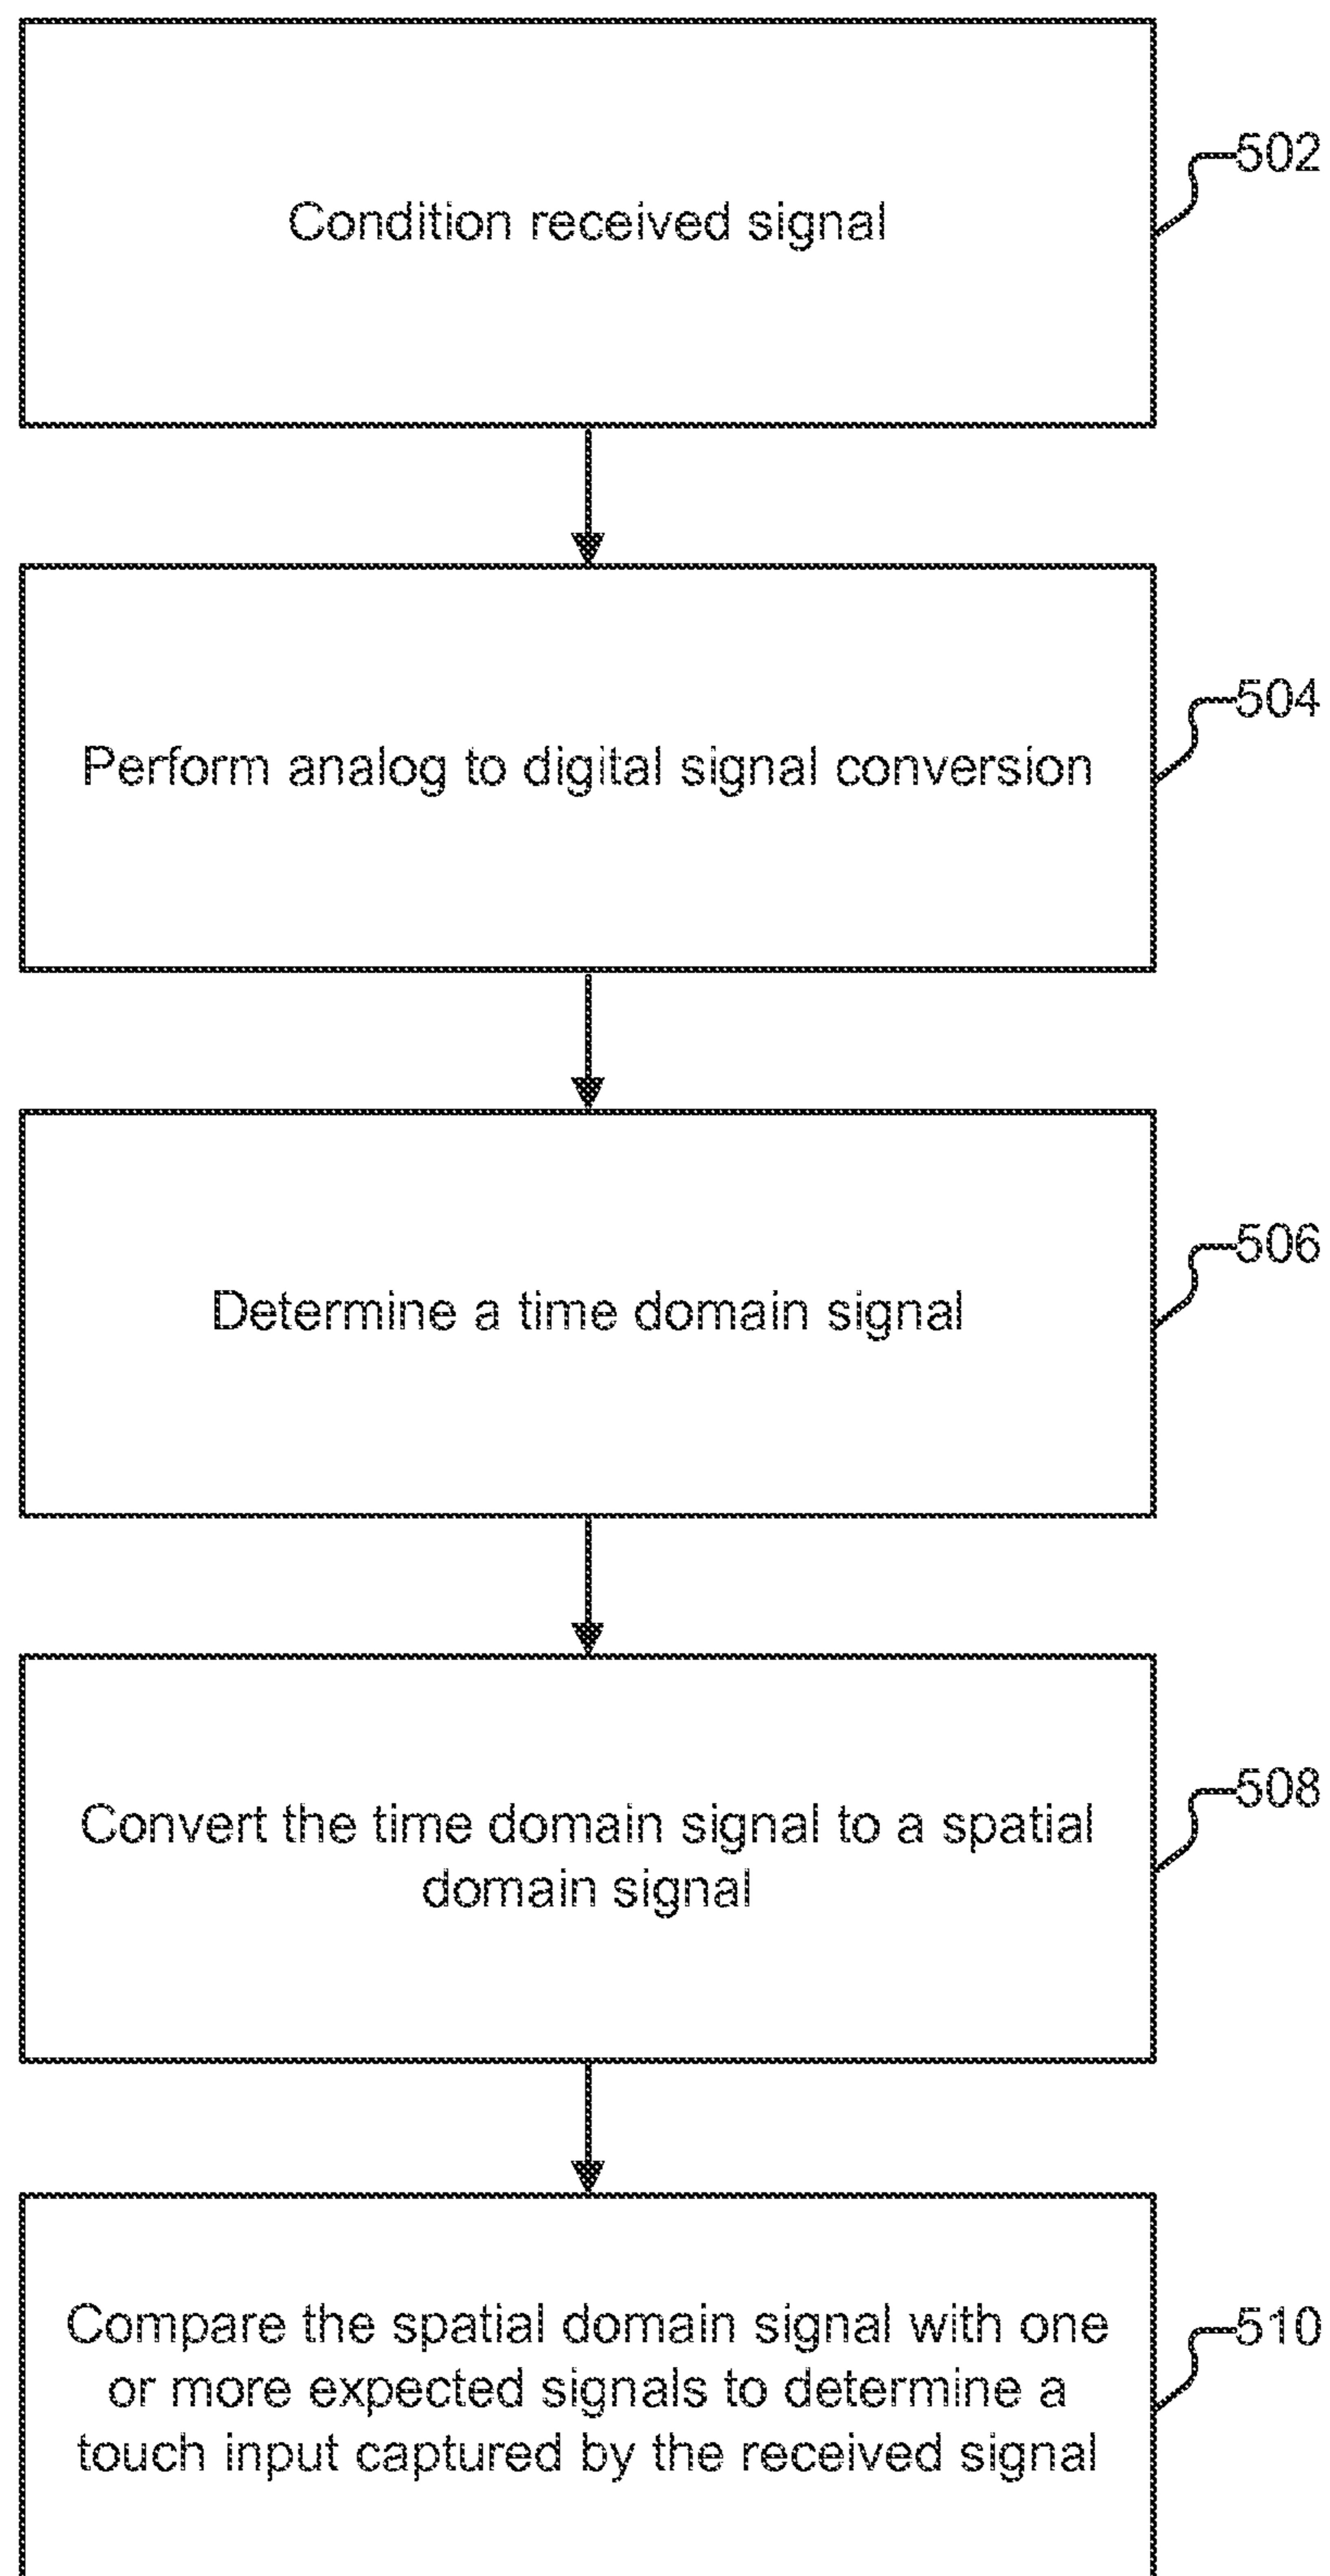 Condition received signal
502
Perform analog to digital signal conversion
504
Determine a time domain signal
506
Convert the time domain signal to a spatial
domain signal
508
Compare the spatial domain signal with one
or more expected signals to determine a
touch input captured by the received signal
510